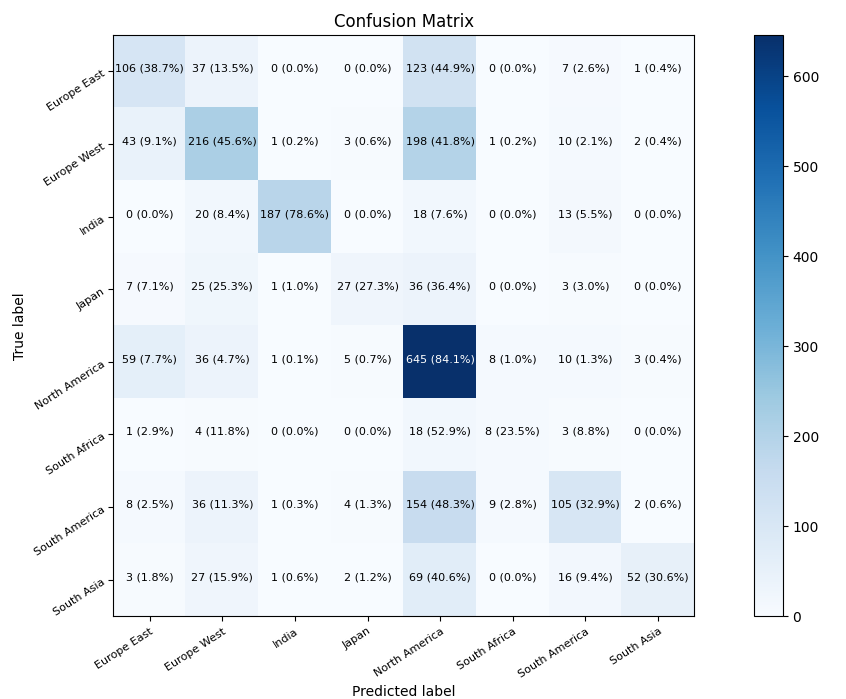 Confusion Matrix
Europe East 106 (38.7%) 37 (13.5%) 0 (0.0%) 0 (0.0%) 123 (44.9%) 0 (0.0%) 7 (2.6%) 1 (0.4%)
Europe West 43 (9.1%) 216 (45.6%) 1 (0.2%) 3 (0.6%) 198 (41.8%) 1 (0.2%) 10 (2.1%) 2 (0.4%)
India 0 (0.0%) 20 (8.4%) 187 (78.6%) 0 (0.0%) 18 (7.6%) 0 (0.0%) 13 (5.5%) 0 (0.0%)
Japan 7 (7.1%) 25 (25.3%) 1 (1.0%) 27 (27.3%) 36 (36.4%) 0 (0.0%) 3 (3.0%) 0 (0.0%)
North America 59 (7.7%) 36 (4.7%) 1 (0.1%) 5 (0.7%) 645 (84.1%) 8 (1.0%) 10 (1.3%) 3 (0.4%)
South Africa 1 (2.9%) 4 (11.8%) 0 (0.0%) 0 (0.0%) 18 (52.9%) 8 (23.5%) 3 (8.8%) 0 (0.0%)
South America 8 (2.5%) 36 (11.3%) 1 (0.3%) 4 (1.3%) 154 (48.3%) 9 (2.8%) 105 (32.9%) 2 (0.6%)
South Asia 3 (1.8%) 27 (15.9%) 1 (0.6%) 2 (1.2%) 69 (40.6%) 0 (0.0%) 16 (9.4%) 52 (30.6%)
Europe East Europe West India Japan North America South Africa South America South Asia
Predicted label
True label
600
500
400
300
200
100
0